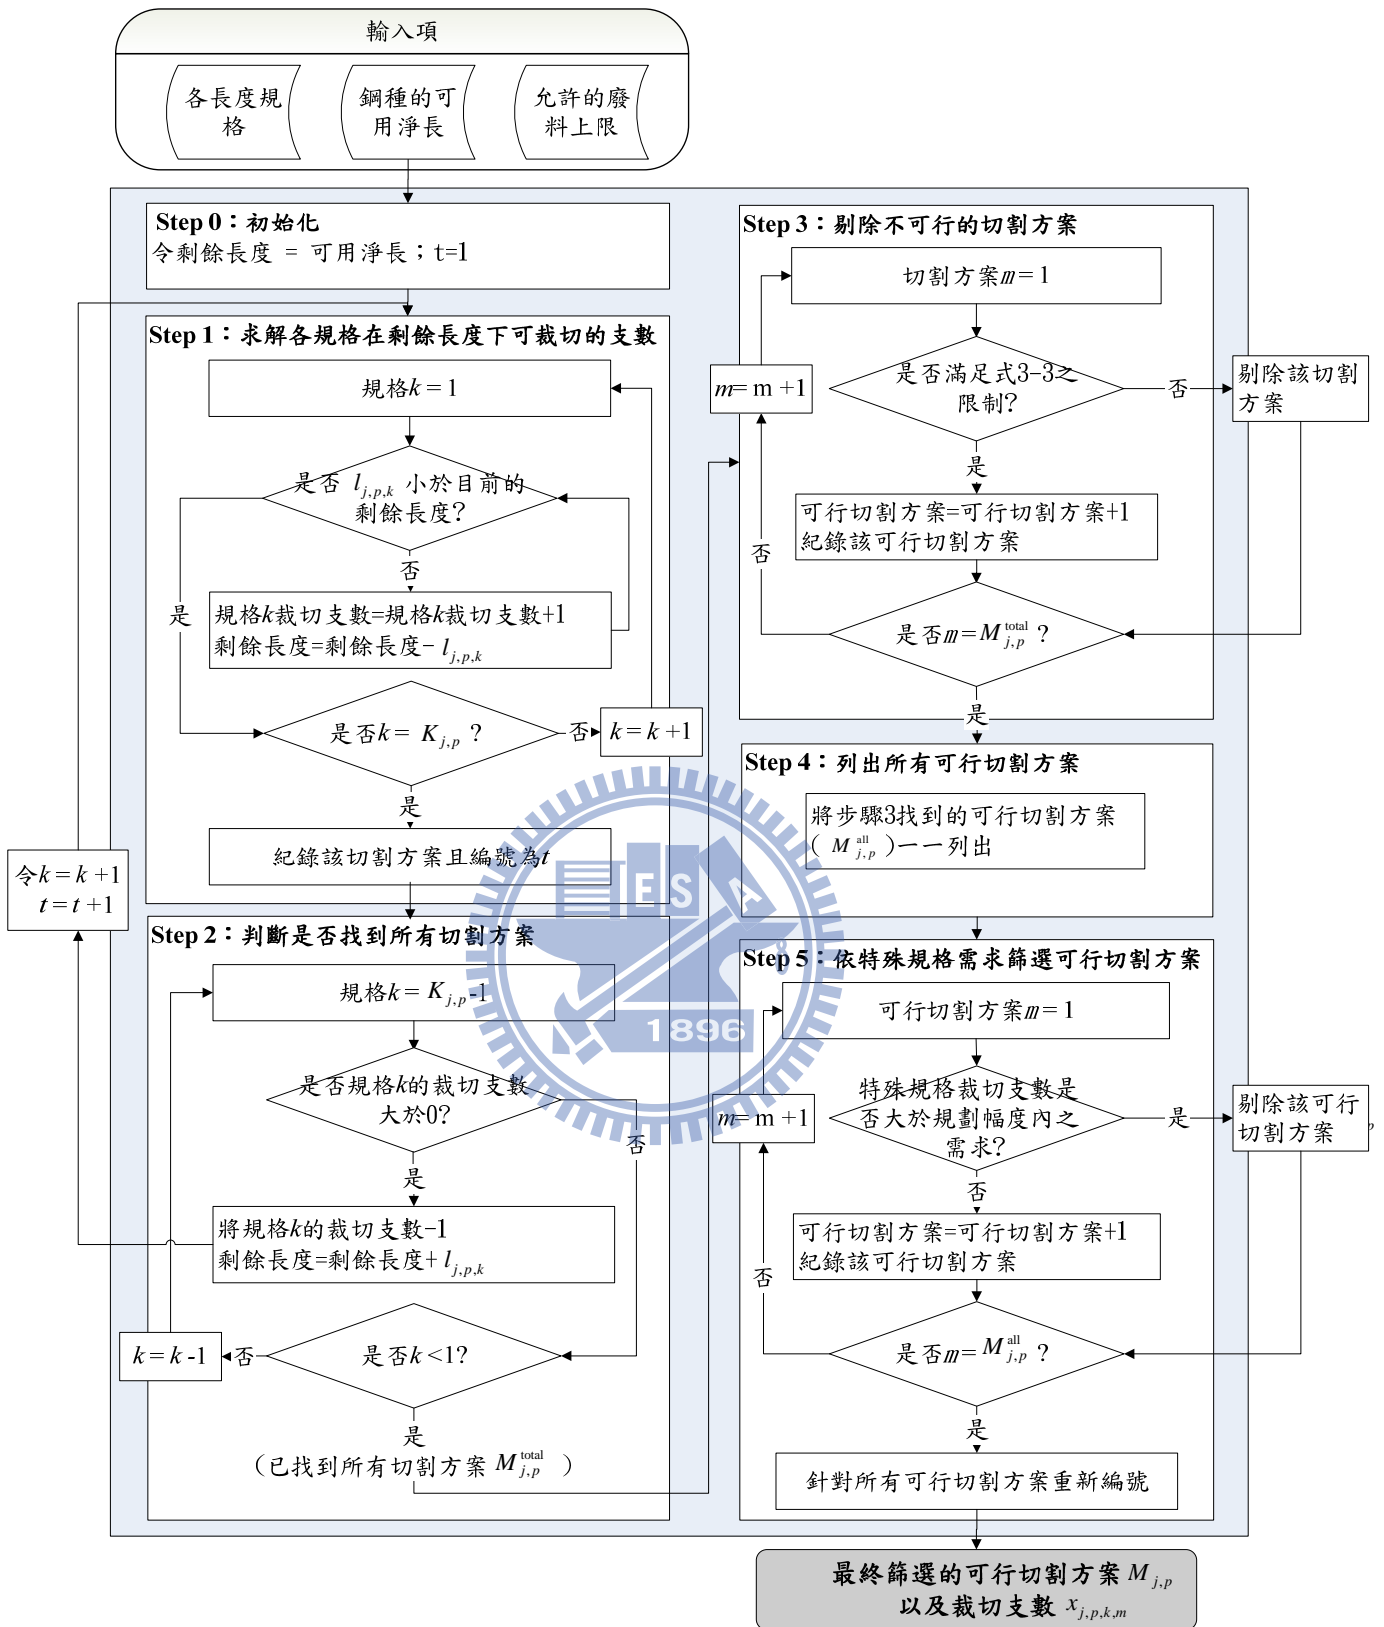 輸入項
各長度規
格
鋼種的可
用淨長
允許的廢
料上限
Step 0：初始化
令剩餘長度 = 可用淨長；t=1
Step 1：求解各規格在剩餘長度下可裁切的支數
規格k = 1
是否 l_{j,p,k} 小於目前的
剩餘長度?
否
是
規格k裁切支數=規格k裁切支數+1
剩餘長度=剩餘長度- l_{j,p,k}
是否k = K_{j,p} ?
否
k = k +1
是
紀錄該切割方案且編號為t
令k = k +1
t = t +1
Step 2：判斷是否找到所有切割方案
規格k = K_{j,p}-1
是否規格k的裁切支數
大於0?
否
是
將規格k的裁切支數-1
剩餘長度=剩餘長度+ l_{j,p,k}
是否k <1?
否
k = k -1
是
（已找到所有切割方案 M_{j,p}^{total} ）
Step 3：剔除不可行的切割方案
切割方案m = 1
m= m +1
是否滿足式3-3之
限制?
否
剔除該切割
方案
是
可行切割方案=可行切割方案+1
紀錄該可行切割方案
否
是否m= M_{j,p}^{total} ?
是
Step 4：列出所有可行切割方案
將步驟3找到的可行切割方案
( M_{j,p}^{all} )一一列出
Step 5：依特殊規格需求篩選可行切割方案
可行切割方案m = 1
m= m +1
特殊規格裁切支數是
否大於規劃幅度內之
需求?
是
剔除該可行
切割方案
p
否
可行切割方案=可行切割方案+1
紀錄該可行切割方案
否
是否m= M_{j,p}^{all} ?
是
針對所有可行切割方案重新編號
最終篩選的可行切割方案 M_{j,p}
以及裁切支數 x_{j,p,k,m}
E S A
1896